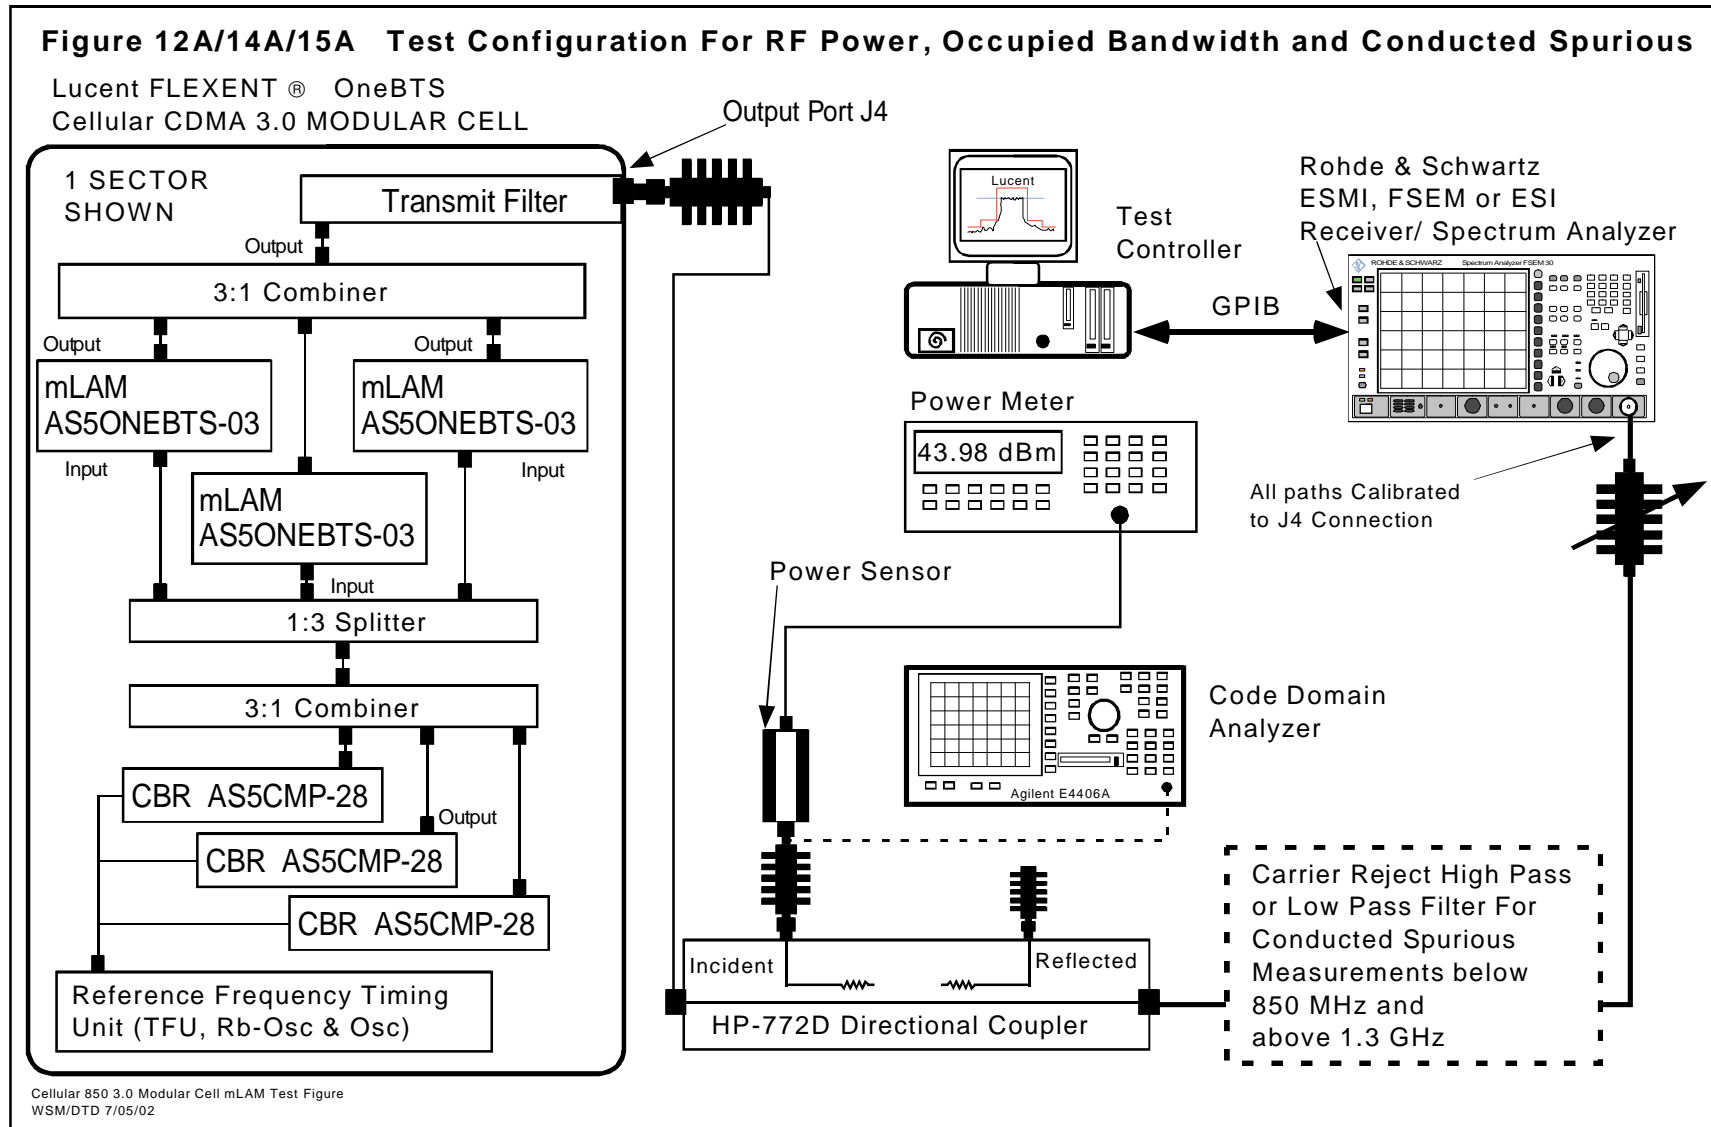 Figure 12A/14A/15A Test Configuration For RF Power, Occupied Bandwidth and Conducted Spurious
Lucent FLEXENT ® OneBTS
Cellular CDMA 3.0 MODULAR CELL
Output Port J4
1 SECTOR
SHOWN
Transmit Filter
Output
3:1 Combiner
Output
Output
mLAM
AS5ONEBTS-03
mLAM
AS5ONEBTS-03
Input
Input
mLAM
AS5ONEBTS-03
Input
1:3 Splitter
3:1 Combiner
CBR AS5CMP-28
Output
CBR AS5CMP-28
CBR AS5CMP-28
Reference Frequency Timing
Unit (TFU, Rb-Osc & Osc)
Lucent
Test
Controller
Rohde & Schwartz
ESMI, FSEM or ESI
Receiver/ Spectrum Analyzer
ROHDE & SCHWARZ Spectrum Analyzer FSEM 30
GPIB
Power Meter
43.98 dBm
All paths Calibrated
to J4 Connection
Power Sensor
Code Domain
Analyzer
Agilent E4406A
Incident
Reflected
HP-772D Directional Coupler
Carrier Reject High Pass
or Low Pass Filter For
Conducted Spurious
Measurements below
850 MHz and
above 1.3 GHz
Cellular 850 3.0 Modular Cell mLAM Test Figure
WSM/DTD 7/05/02